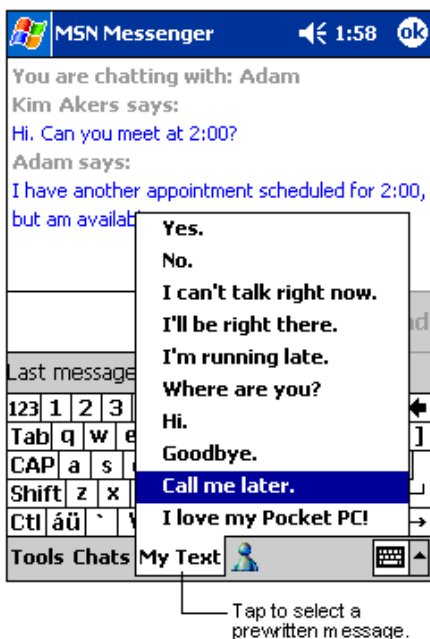 MSN Messenger 1:58 ok
You are chatting with: Adam
Kim Akers says:
Hi. Can you meet at 2:00?
Adam says:
I have another appointment scheduled for 2:00,
but am
Yes.
No.
I can't talk right now.
I'll be right there.
I'm running late.
Where are you?
Hi.
Goodbye.
Call me later.
I love my Pocket PC!
Last message
123 1 2 3
Tab q w e ]
CAP a s
Shift z x
Ctl áü `
Tools Chats My Text
Tap to select a
prewritten message.